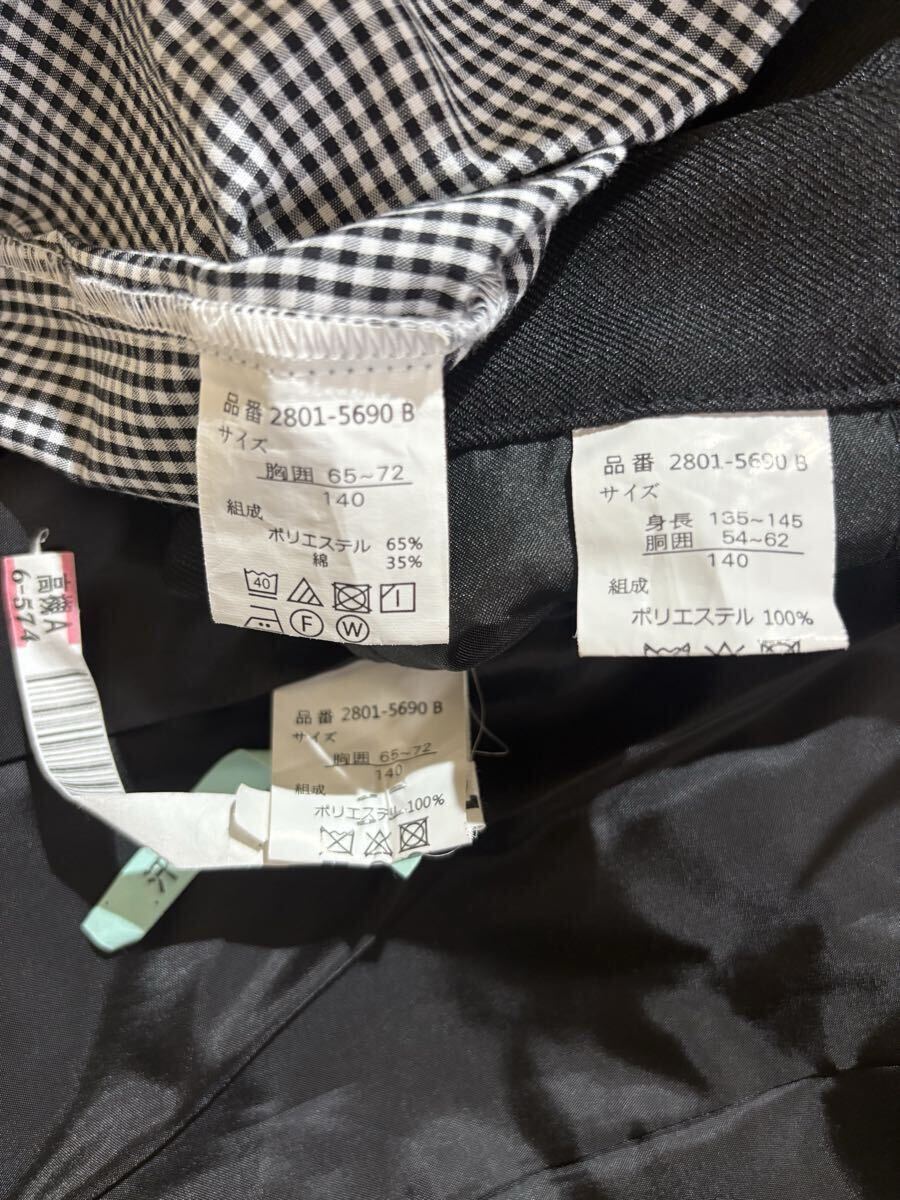 品番 2801-5690 B
サイズ
胸囲 65~72
140
組成
ポリエステル 65%
綿 35%
40
F
W
品番 2801-5690 B
サイズ
身長 135~145
胴囲 54~62
140
組成
ポリエステル 100%
品番 2801-5690 B
サイズ
胸囲 65~72
140
組成
ポリエステル 100%
6-574